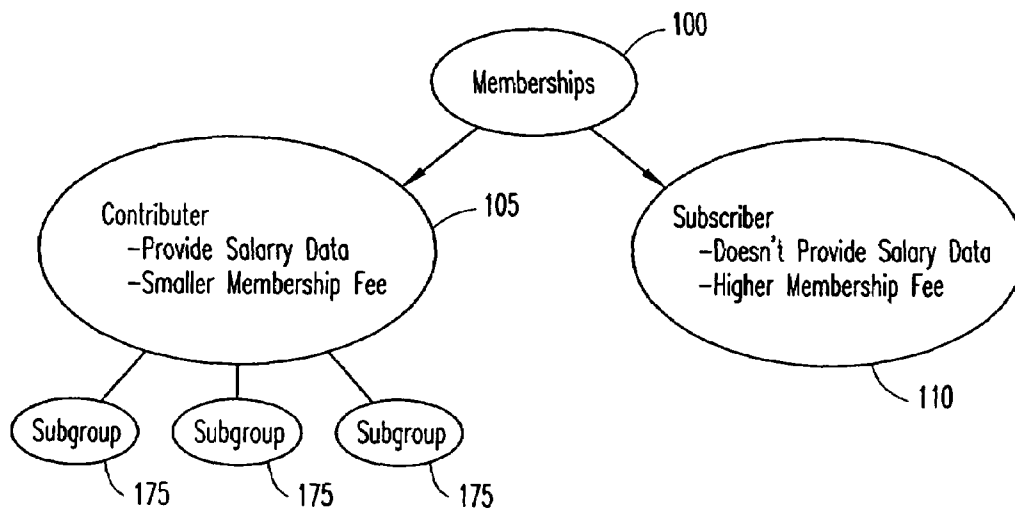 100
Memberships
Contributer
-Provide Salarry Data
-Smaller Membership Fee
105
Subscriber
-Doesn't Provide Salary Data
-Higher Membership Fee
110
Subgroup
Subgroup
Subgroup
175
175
175